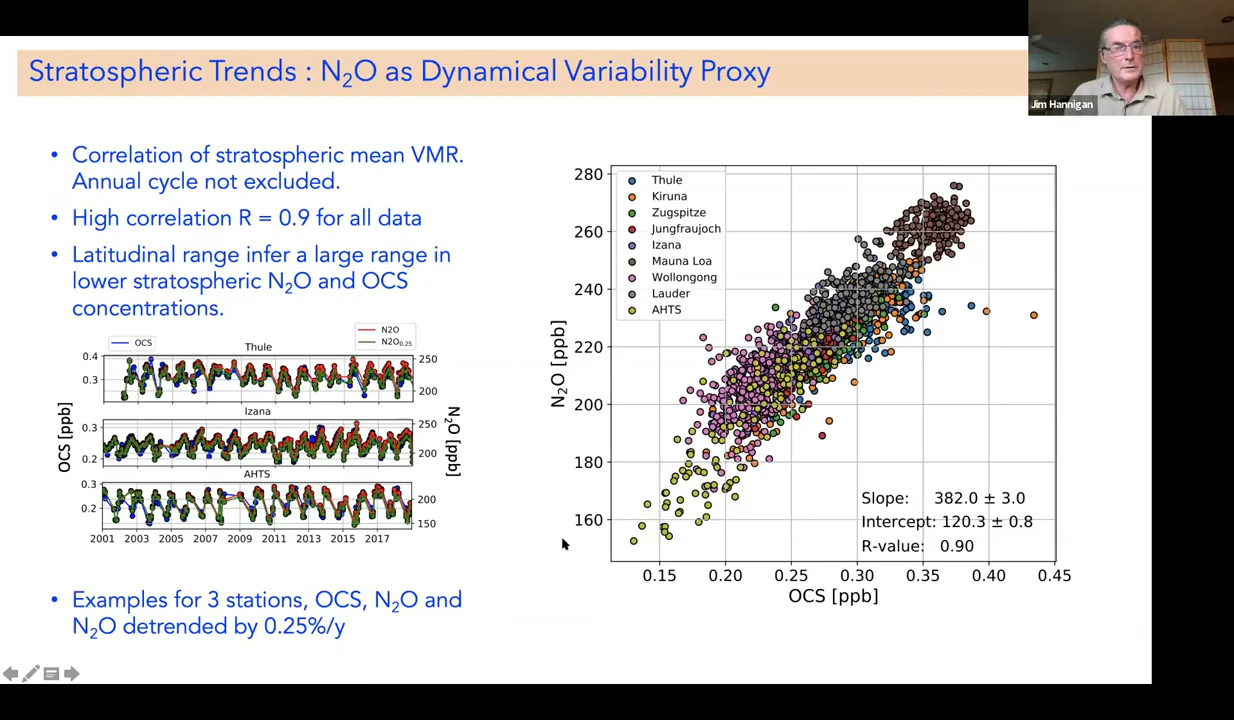 Stratospheric Trends : N₂O as Dynamical Variability Proxy
Jim Hannigan
• Correlation of stratospheric mean VMR.
Annual cycle not excluded.
• High correlation R = 0.9 for all data
• Latitudinal range infer a large range in
lower stratospheric N₂O and OCS
concentrations.
OCS
N2O
N2O₀.₂₅
Thule
0.4
0.3
250
200
Izana
0.3
0.2
250
200
AHTS
0.3
0.2
200
150
OCS [ppb]
N₂O [ppb]
2001 2003 2005 2007 2009 2011 2013 2015 2017
• Examples for 3 stations, OCS, N₂O and
N₂O detrended by 0.25%/y
280
260
240
220
200
180
160
N₂O [ppb]
Thule
Kiruna
Zugspitze
Jungfraujoch
Izana
Mauna Loa
Wollongong
Lauder
AHTS
Slope: 382.0 ± 3.0
Intercept: 120.3 ± 0.8
R-value: 0.90
0.15 0.20 0.25 0.30 0.35 0.40 0.45
OCS [ppb]